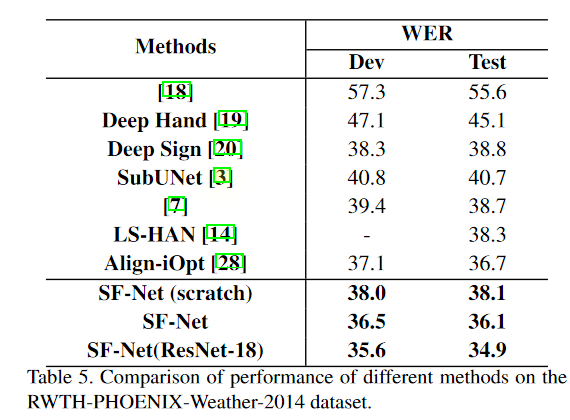 Methods WER
Dev Test
[18] 57.3 55.6
Deep Hand [19] 47.1 45.1
Deep Sign [20] 38.3 38.8
SubUNet [3] 40.8 40.7
[7] 39.4 38.7
LS-HAN [14] - 38.3
Align-iOpt [28] 37.1 36.7
SF-Net (scratch) 38.0 38.1
SF-Net 36.5 36.1
SF-Net(ResNet-18) 35.6 34.9
Table 5. Comparison of performance of different methods on the
RWTH-PHOENIX-Weather-2014 dataset.